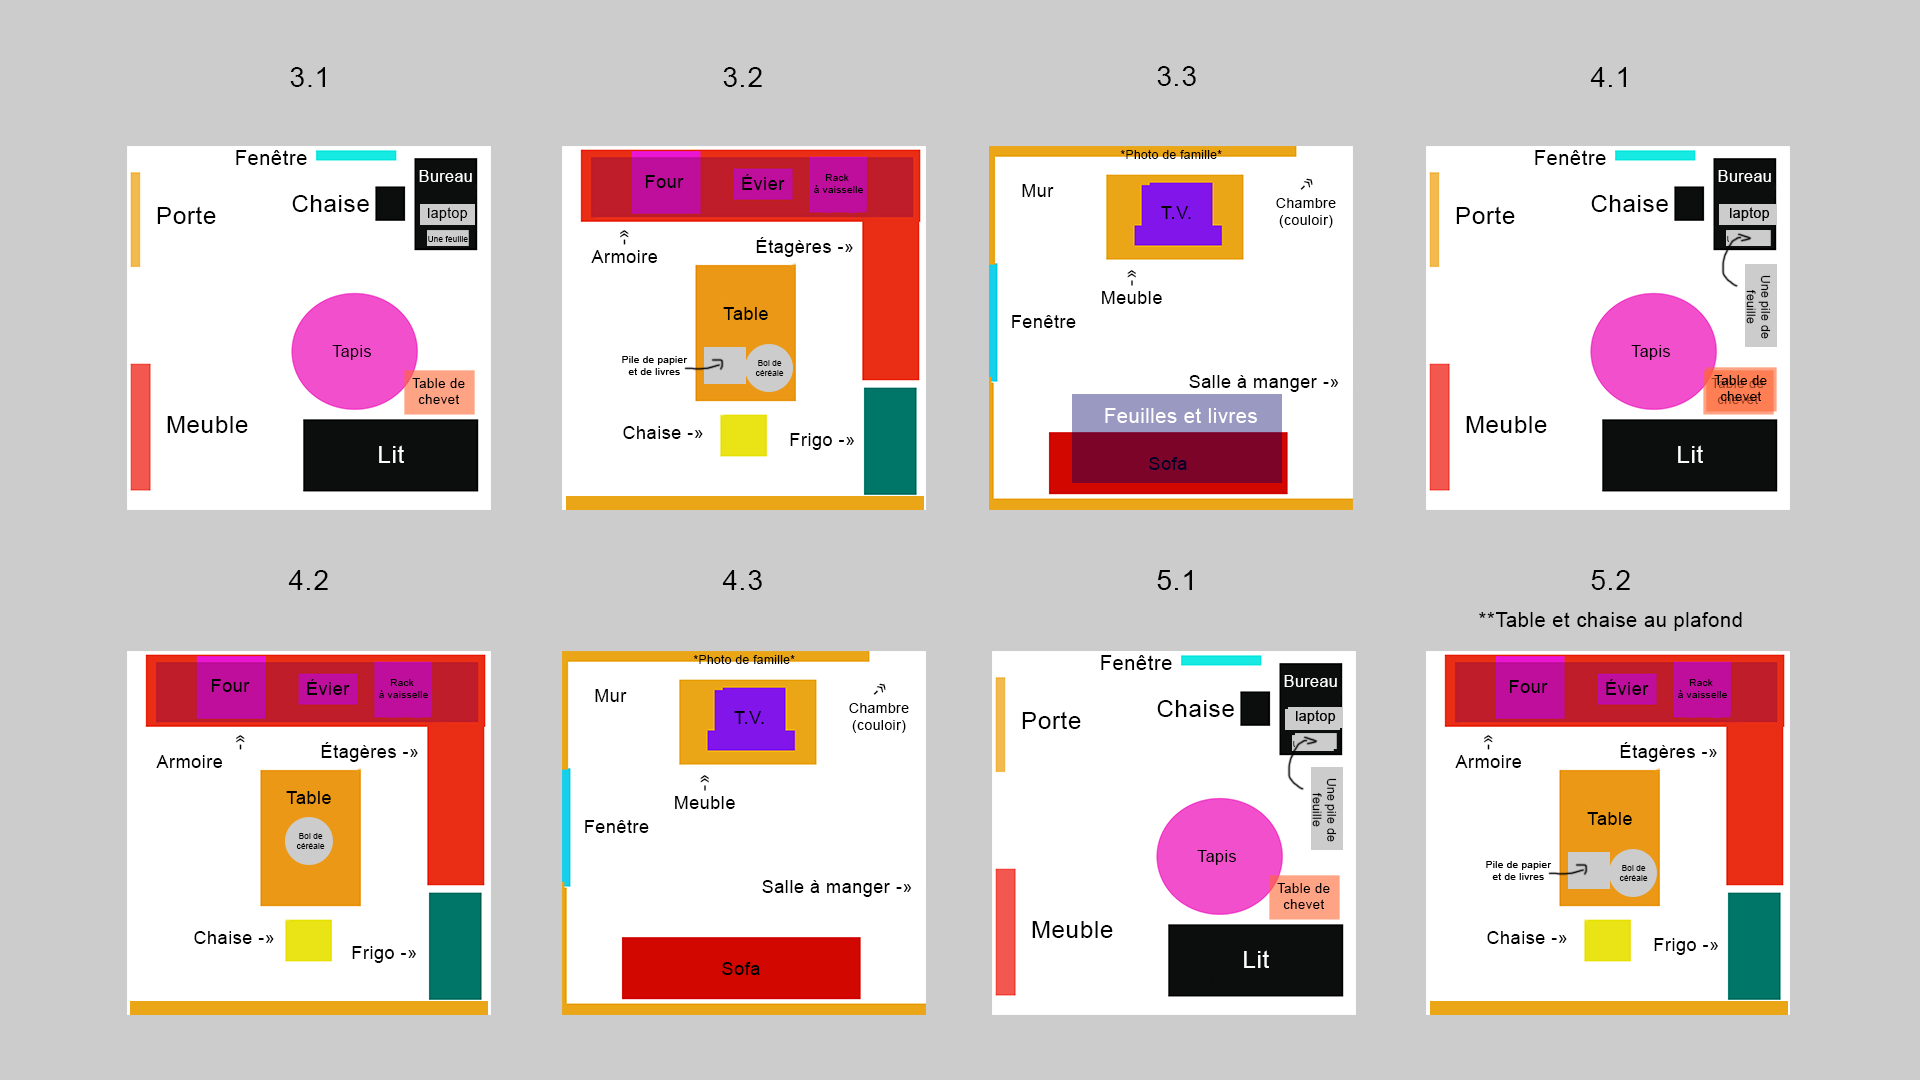 3.1
3.2
3.3
4.1
Fenêtre
Bureau
Chaise
laptop
Une feuille
Porte
Tapis
Table de
chevet
Meuble
Lit
Four
Évier
Rack
à vaisselle
Armoire
Étagères -»
Table
Pile de papier
et de livres
Bol de
céréale
Chaise -»
Frigo -»
*Photo de famille*
Mur
T.V.
Chambre
(couloir)
Meuble
Fenêtre
Salle à manger -»
Feuilles et livres
Sofa
Fenêtre
Bureau
Chaise
laptop
Porte
Une pile de
feuille
Tapis
Table de
chevet
Meuble
Lit
4.2
4.3
5.1
5.2
**Table et chaise au plafond
Four
Évier
Rack
à vaisselle
Armoire
Étagères -»
Table
Bol de
céréale
Chaise -»
Frigo -»
*Photo de famille*
Mur
T.V.
Chambre
(couloir)
Meuble
Fenêtre
Salle à manger -»
Sofa
Fenêtre
Bureau
Chaise
laptop
Porte
Une pile de
feuille
Tapis
Table de
chevet
Meuble
Lit
Four
Évier
Rack
à vaisselle
Armoire
Étagères -»
Table
Pile de papier
et de livres
Bol de
céréale
Chaise -»
Frigo -»